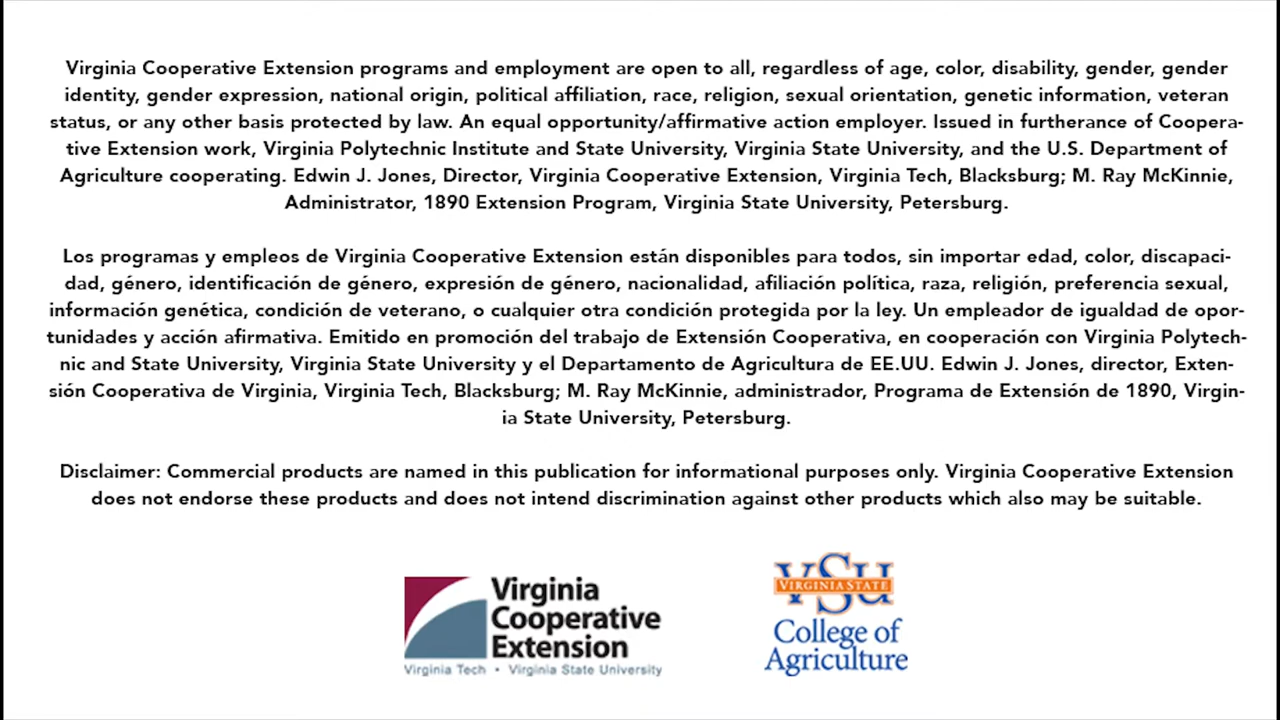 Virginia Cooperative Extension programs and employment are open to all, regardless of age, color, disability, gender, gender
identity, gender expression, national origin, political affiliation, race, religion, sexual orientation, genetic information, veteran
status, or any other basis protected by law. An equal opportunity/affirmative action employer. Issued in furtherance of Coopera-
tive Extension work, Virginia Polytechnic Institute and State University, Virginia State University, and the U.S. Department of
Agriculture cooperating. Edwin J. Jones, Director, Virginia Cooperative Extension, Virginia Tech, Blacksburg; M. Ray McKinnie,
Administrator, 1890 Extension Program, Virginia State University, Petersburg.
Los programas y empleos de Virginia Cooperative Extension están disponibles para todos, sin importar edad, color, discapaci-
dad, género, identificación de género, expresión de género, nacionalidad, afiliación política, raza, religión, preferencia sexual,
información genética, condición de veterano, o cualquier otra condición protegida por la ley. Un empleador de igualdad de opor-
tunidades y acción afirmativa. Emitido en promoción del trabajo de Extensión Cooperativa, en cooperación con Virginia Polytech-
nic and State University, Virginia State University y el Departamento de Agricultura de EE.UU. Edwin J. Jones, director, Exten-
sión Cooperativa de Virginia, Virginia Tech, Blacksburg; M. Ray McKinnie, administrador, Programa de Extensión de 1890, Virgin-
ia State University, Petersburg.
Disclaimer: Commercial products are named in this publication for informational purposes only. Virginia Cooperative Extension
does not endorse these products and does not intend discrimination against other products which also may be suitable.
Virginia
Cooperative
Extension
Virginia Tech • Virginia State University
VSU
VIRGINIA STATE
College of
Agriculture